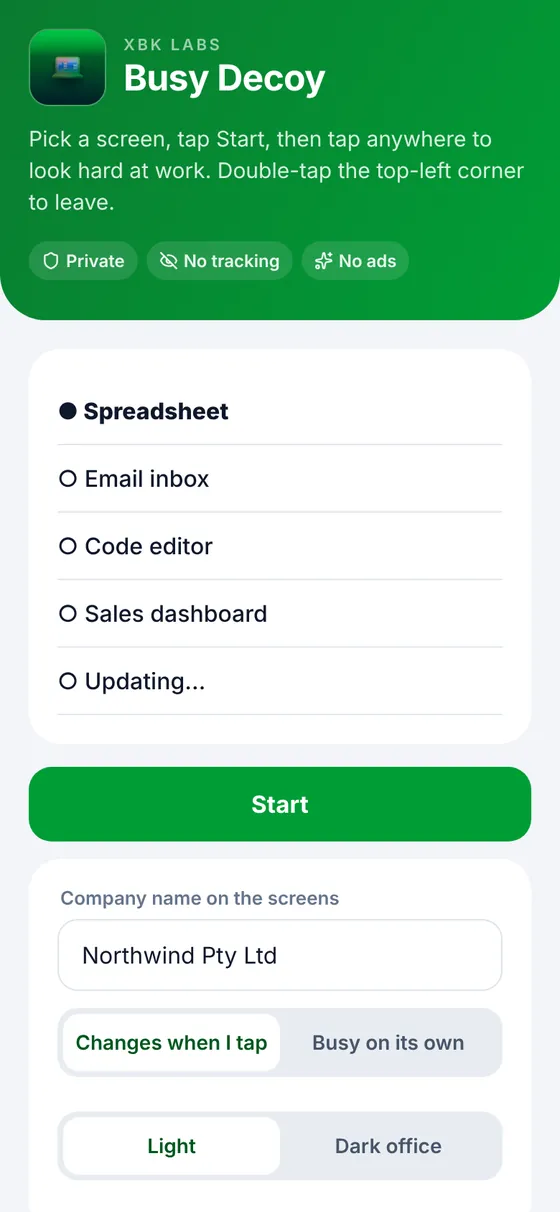 XBK LABS
Busy Decoy
Pick a screen, tap Start, then tap anywhere to
look hard at work. Double-tap the top-left corner
to leave.
Private
No tracking
No ads
Spreadsheet
Email inbox
Code editor
Sales dashboard
Updating...
Start
Company name on the screens
Northwind Pty Ltd
Changes when I tap
Busy on its own
Light
Dark office